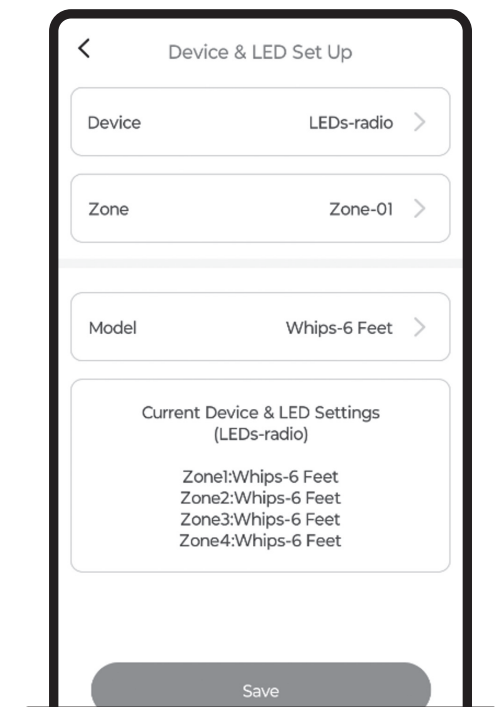 Device & LED Set Up
Device LEDs-radio
Zone Zone-01
Model Whips-6 Feet
Current Device & LED Settings
(LEDs-radio)
Zone1:Whips-6 Feet
Zone2:Whips-6 Feet
Zone3:Whips-6 Feet
Zone4:Whips-6 Feet
Save